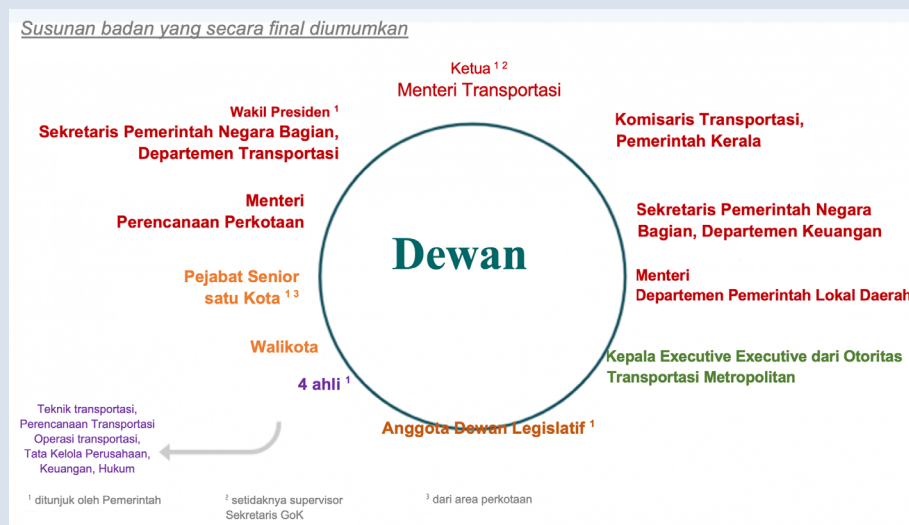 Susunan badan yang secara final diumumkan
Ketua ¹ ²
Menteri Transportasi
Wakil Presiden ¹
Sekretaris Pemerintah Negara Bagian,
Departemen Transportasi
Komisaris Transportasi,
Pemerintah Kerala
Menteri
Perencanaan Perkotaan
Sekretaris Pemerintah Negara
Bagian, Departemen Keuangan
Dewan
Pejabat Senior
satu Kota ¹ ³
Menteri
Departemen Pemerintah Lokal Daerah
Walikota
Kepala Executive Executive dari Otoritas
Transportasi Metropolitan
4 ahli ¹
Anggota Dewan Legislatif ¹
Teknik transportasi,
Perencanaan Transportasi
Operasi transportasi,
Tata Kelola Perusahaan,
Keuangan, Hukum
¹ ditunjuk oleh Pemerintah
² setidaknya supervisor
Sekretaris GoK
³ dari area perkotaan